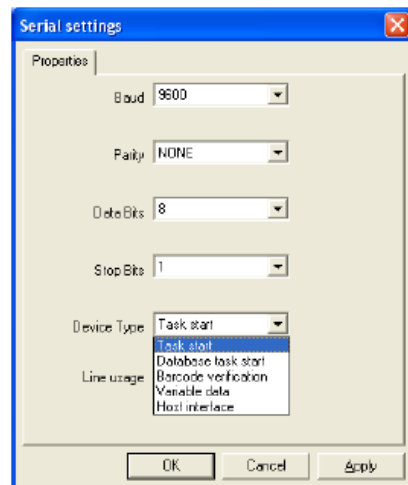 Serial settings
Properties
Baud 9600
Parity NONE
Data Bits 8
Stop Bits 1
Device Type Task start
Task start
Database task start
Barcode verification
Variable data
Host interface
Line usage
OK Cancel Apply